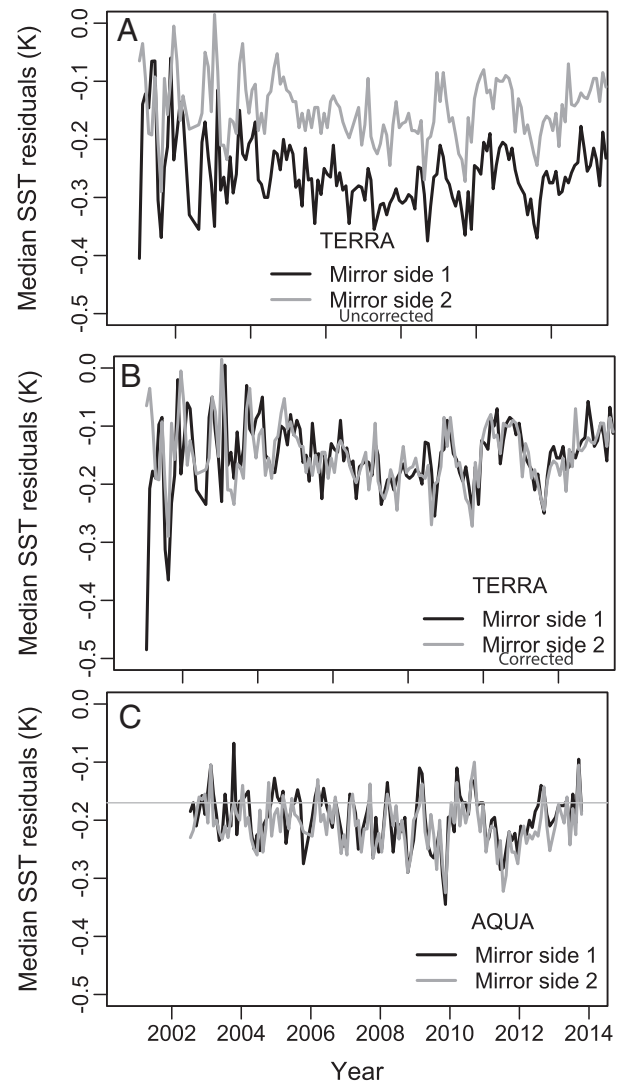 A
Median SST residuals (K)
0.0
-0.1
-0.2
-0.3
-0.4
-0.5
TERRA
Mirror side 1
Mirror side 2
Uncorrected
B
Median SST residuals (K)
0.0
-0.1
-0.2
-0.3
-0.4
-0.5
TERRA
Mirror side 1
Mirror side 2
Corrected
C
Median SST residuals (K)
0.0
-0.1
-0.2
-0.3
-0.4
-0.5
AQUA
Mirror side 1
Mirror side 2
2002 2004 2006 2008 2010 2012 2014
Year